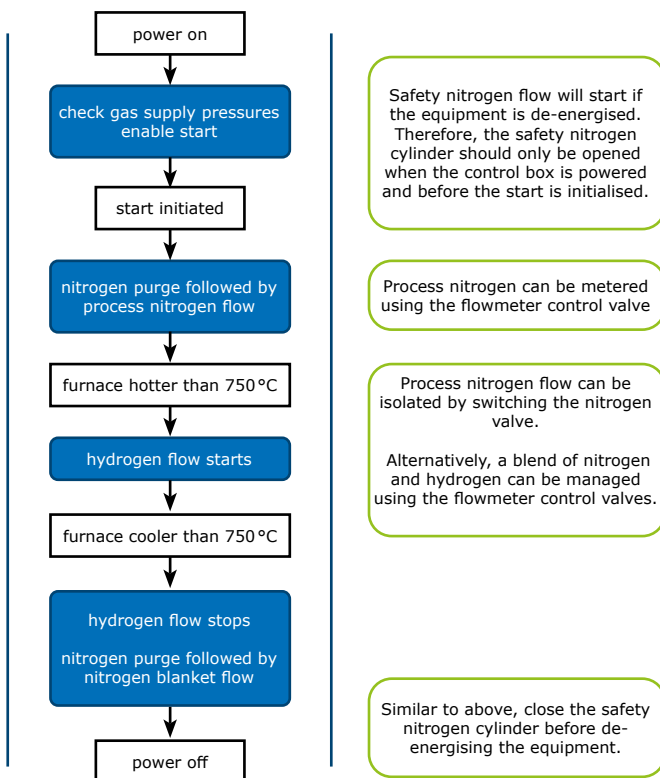 power on
check gas supply pressures
enable start
start initiated
nitrogen purge followed by
process nitrogen flow
furnace hotter than 750°C
hydrogen flow starts
furnace cooler than 750°C
hydrogen flow stops
nitrogen purge followed by
nitrogen blanket flow
power off
Safety nitrogen flow will start if
the equipment is de-energised.
Therefore, the safety nitrogen
cylinder should only be opened
when the control box is powered
and before the start is initialised.
Process nitrogen can be metered
using the flowmeter control valve
Process nitrogen flow can be
isolated by switching the nitrogen
valve.
Alternatively, a blend of nitrogen
and hydrogen can be managed
using the flowmeter control valves.
Similar to above, close the safety
nitrogen cylinder before de-
energising the equipment.